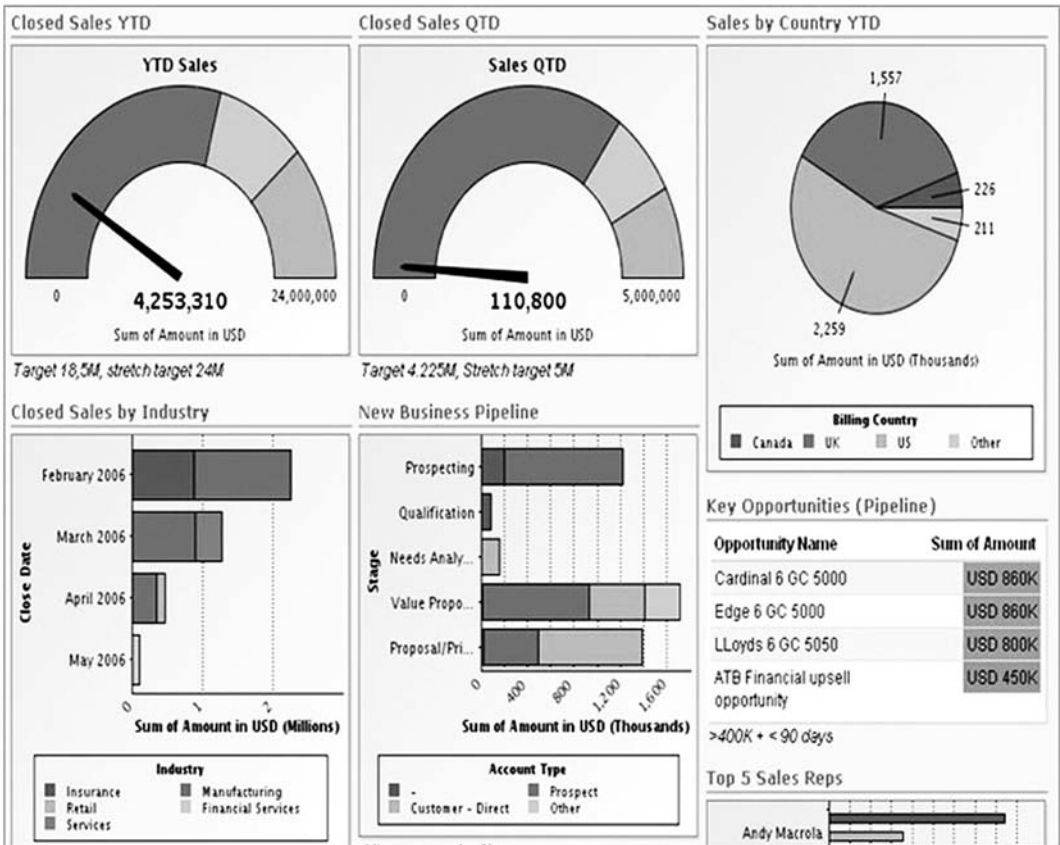 Closed Sales YTD
YTD Sales
0
4,253,310
24,000,000
Sum of Amount in USD
Target 18,5M, stretch target 24M
Closed Sales QTD
Sales QTD
0
110,800
5,000,000
Sum of Amount in USD
Target 4.225M, Stretch target 5M
Sales by Country YTD
1,557
226
211
2,259
Sum of Amount in USD (Thousands)
Billing Country
Canada UK US Other
Closed Sales by Industry
Close Date
February 2006
March 2006
April 2006
May 2006
0 1 2
Sum of Amount in USD (Millions)
Industry
Insurance Manufacturing
Retail Financial Services
Services
New Business Pipeline
Stage
Prospecting
Qualification
Needs Analy...
Value Propo...
Proposal/Pri...
0 400 800 1,200 1,600
Sum of Amount in USD (Thousands)
Account Type
- Prospect
Customer - Direct Other
Key Opportunities (Pipeline)
Opportunity Name Sum of Amount
Cardinal 6 GC 5000 USD 860K
Edge 6 GC 5000 USD 860K
LLoyds 6 GC 5050 USD 800K
ATB Financial upsell USD 450K
opportunity
>400K + < 90 days
Top 5 Sales Reps
Andy Macrola